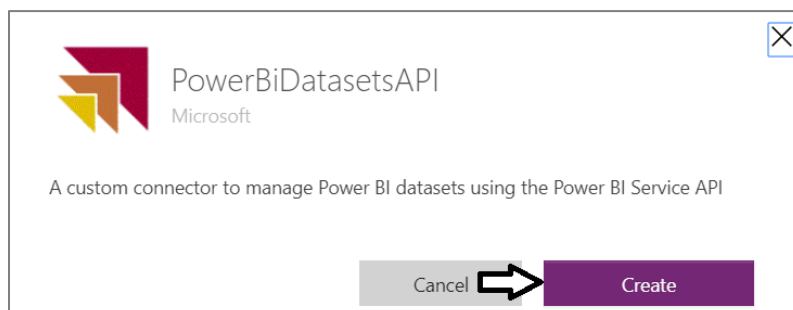 PowerBiDatasetsAPI
Microsoft
A custom connector to manage Power BI datasets using the Power BI Service API
Cancel
Create